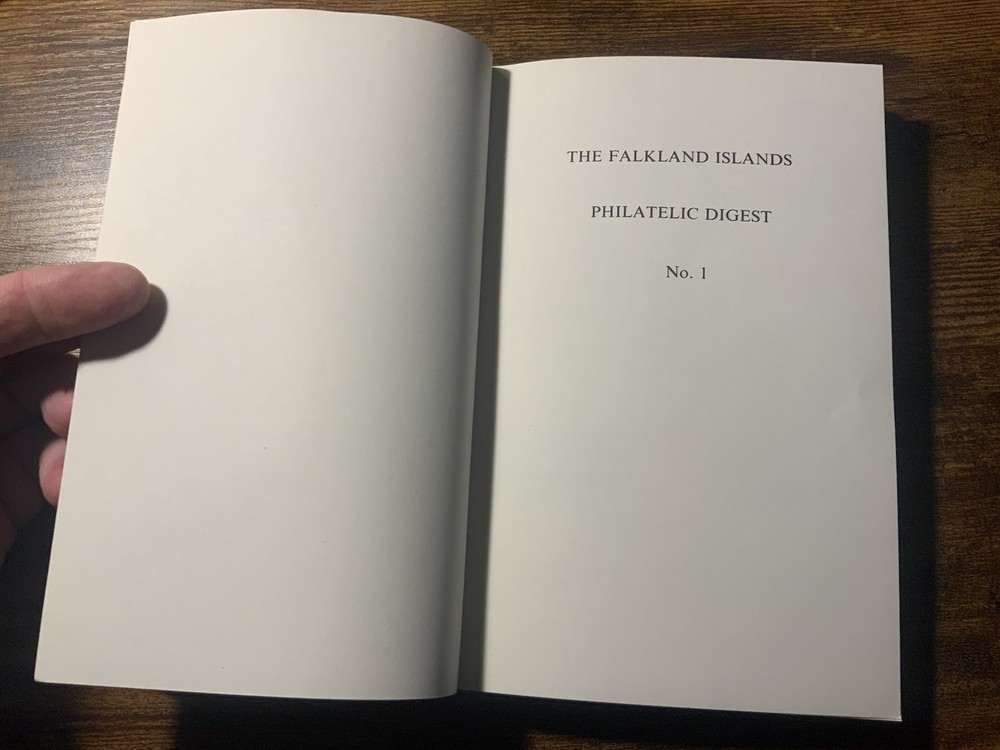 THE FALKLAND ISLANDS
PHILATELIC DIGEST
No. 1